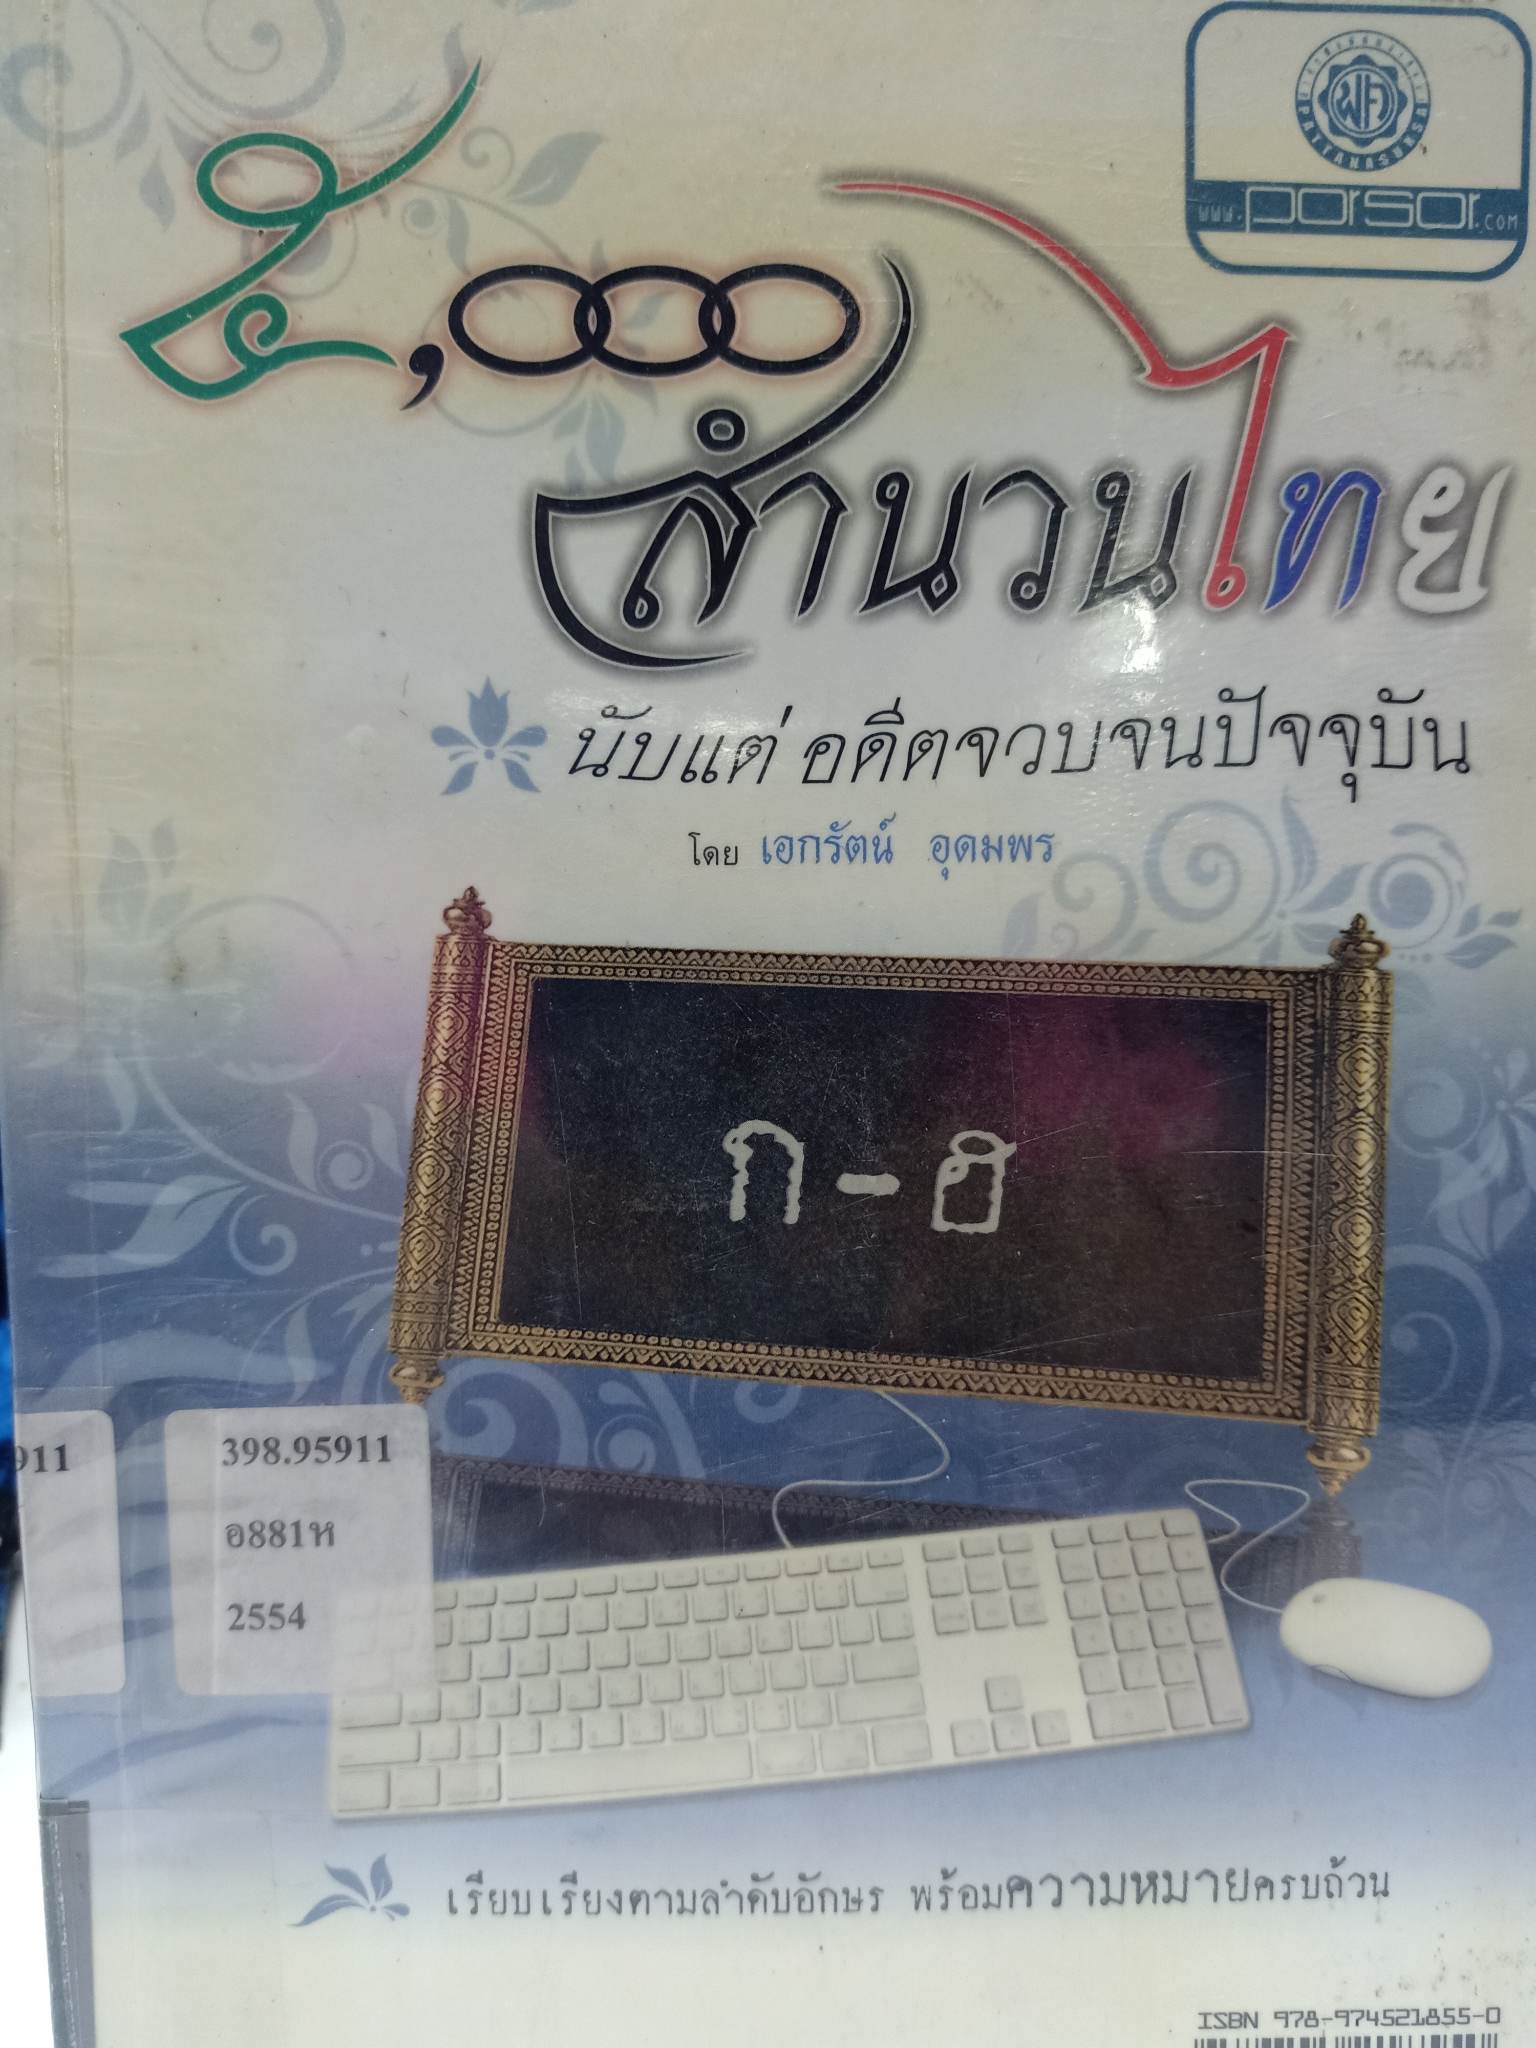 พศ
PATTANASUKSA
www.porsor.com
๕,๐๐๐
สำนวนไทย
นับแต่ อดีตจวบจนปัจจุบัน
โดย เอกรัตน์ อุดมพร
ก - ฮ
911
398.95911
อ881ห
2554
เรียบเรียงตามลำดับอักษร พร้อมความหมายครบถ้วน
ISBN 978-974521855-0